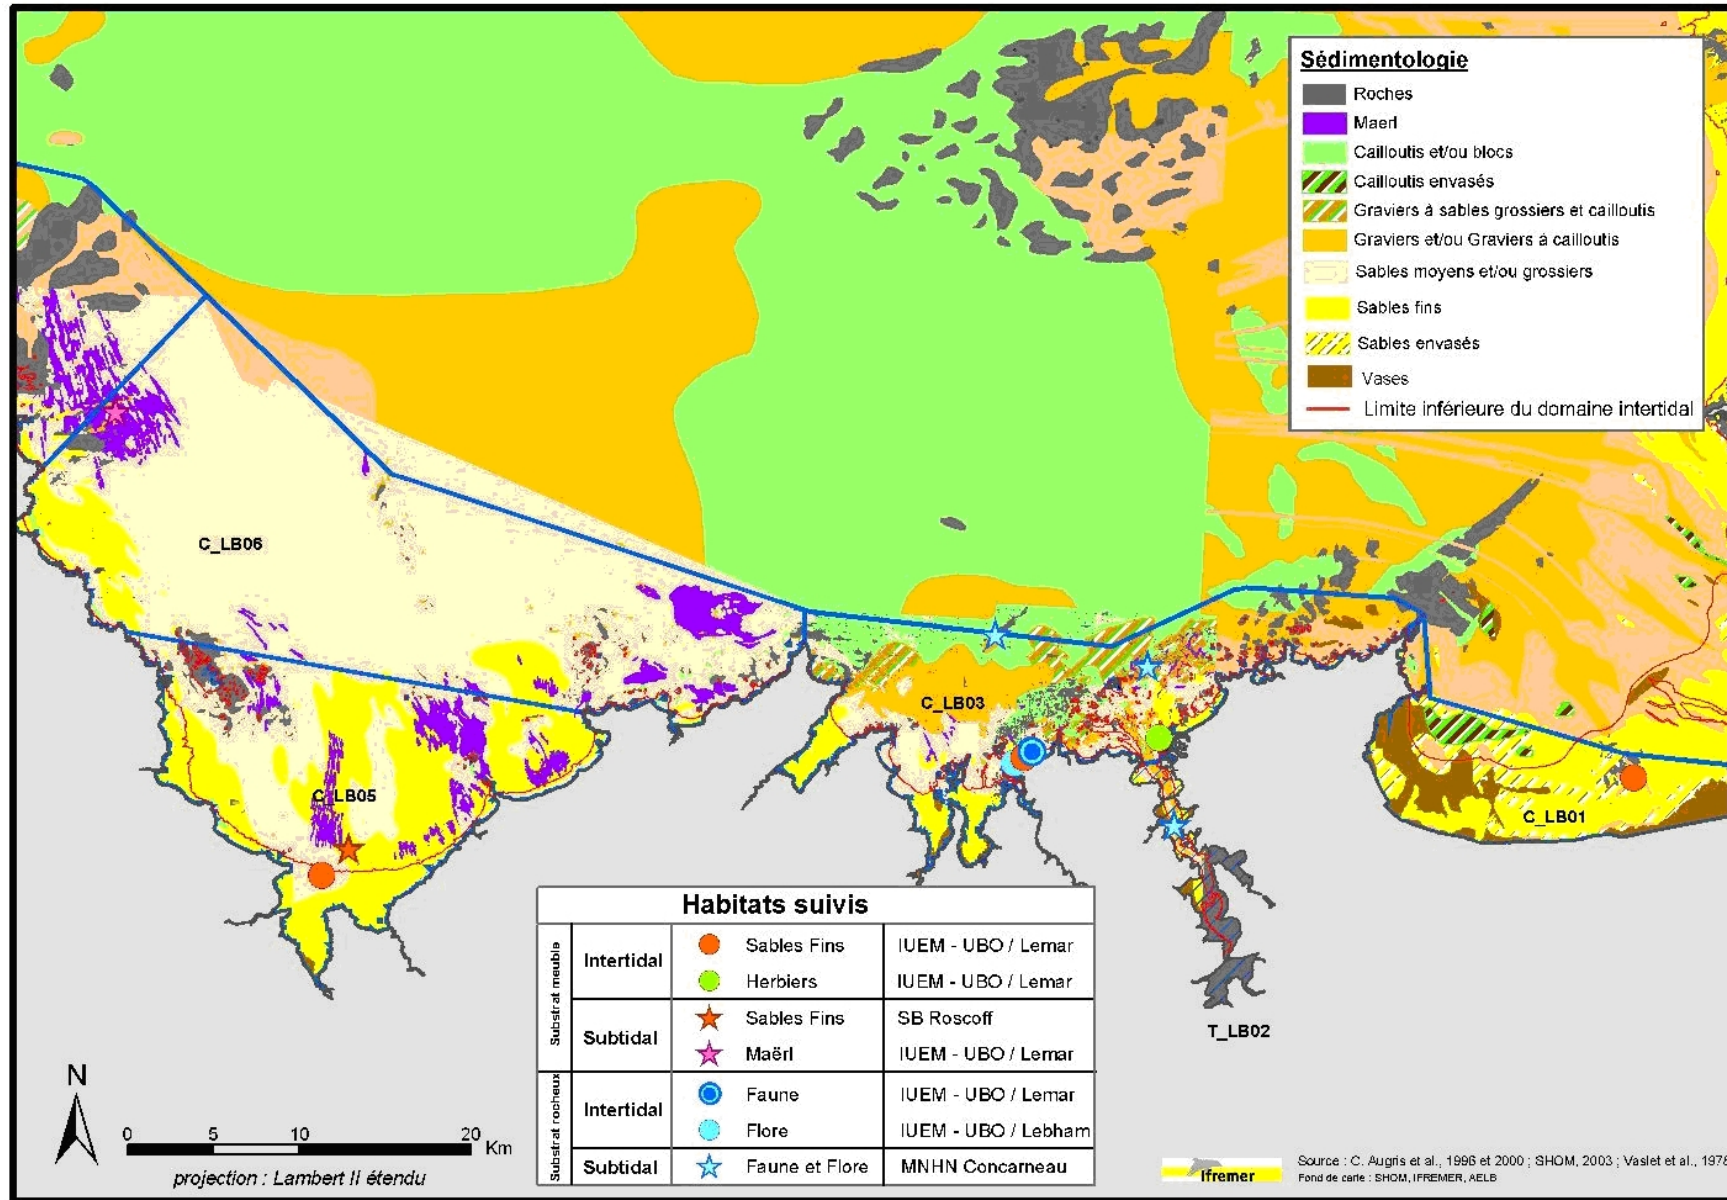 Sédimentologie
Roches
Maerl
Cailloutis et/ou blocs
Cailloutis envasés
Graviers à sables grossiers et cailloutis
Graviers et/ou Graviers à cailloutis
Sables moyens et/ou grossiers
Sables fins
Sables envasés
Vases
Limite inférieure du domaine intertidal
C_LB06
C_LB03
C_LB05
C_LB01
T_LB02
Habitats suivis
Substrat meuble
Intertidal
Sables Fins IUEM - UBO / Lemar
Herbiers IUEM - UBO / Lemar
Subtidal
Sables Fins SB Roscoff
Maërl IUEM - UBO / Lemar
Substrat rocheux
Intertidal
Faune IUEM - UBO / Lemar
Flore IUEM - UBO / Lebham
Subtidal Faune et Flore MNHN Concarneau
N
0 5 10 20 Km
projection : Lambert II étendu
Ifremer
Source : C. Augris et al., 1996 et 2000 ; SHOM, 2003 ; Vaslet et al., 1978
Fond de carte : SHOM, IFREMER, AELB